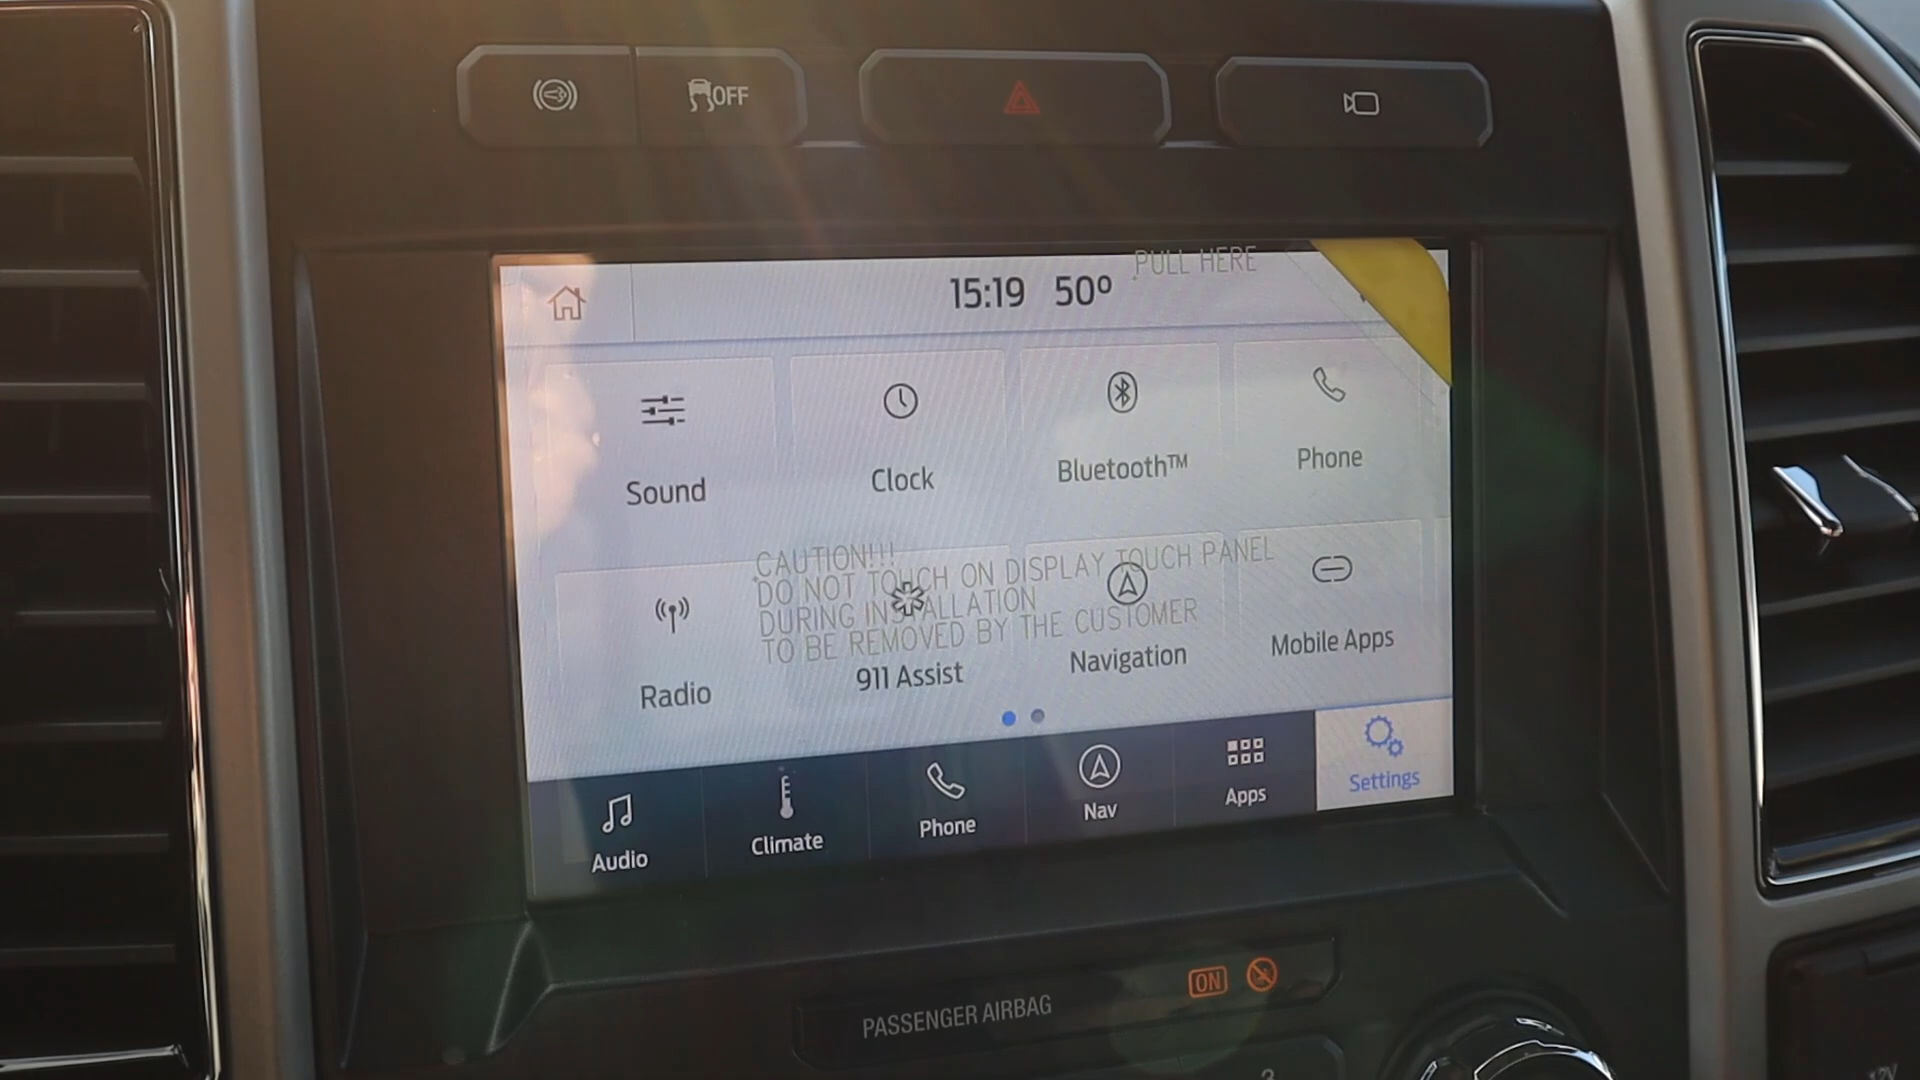 OFF
PULL HERE
15:19 50°
Sound
Clock
Bluetooth™
Phone
CAUTION!!!
DO NOT TOUCH ON DISPLAY TOUCH PANEL
DURING INSTALLATION
TO BE REMOVED BY THE CUSTOMER
Radio
911 Assist
Navigation
Mobile Apps
Audio
Climate
Phone
Nav
Apps
Settings
PASSENGER AIRBAG
ON
3
12V